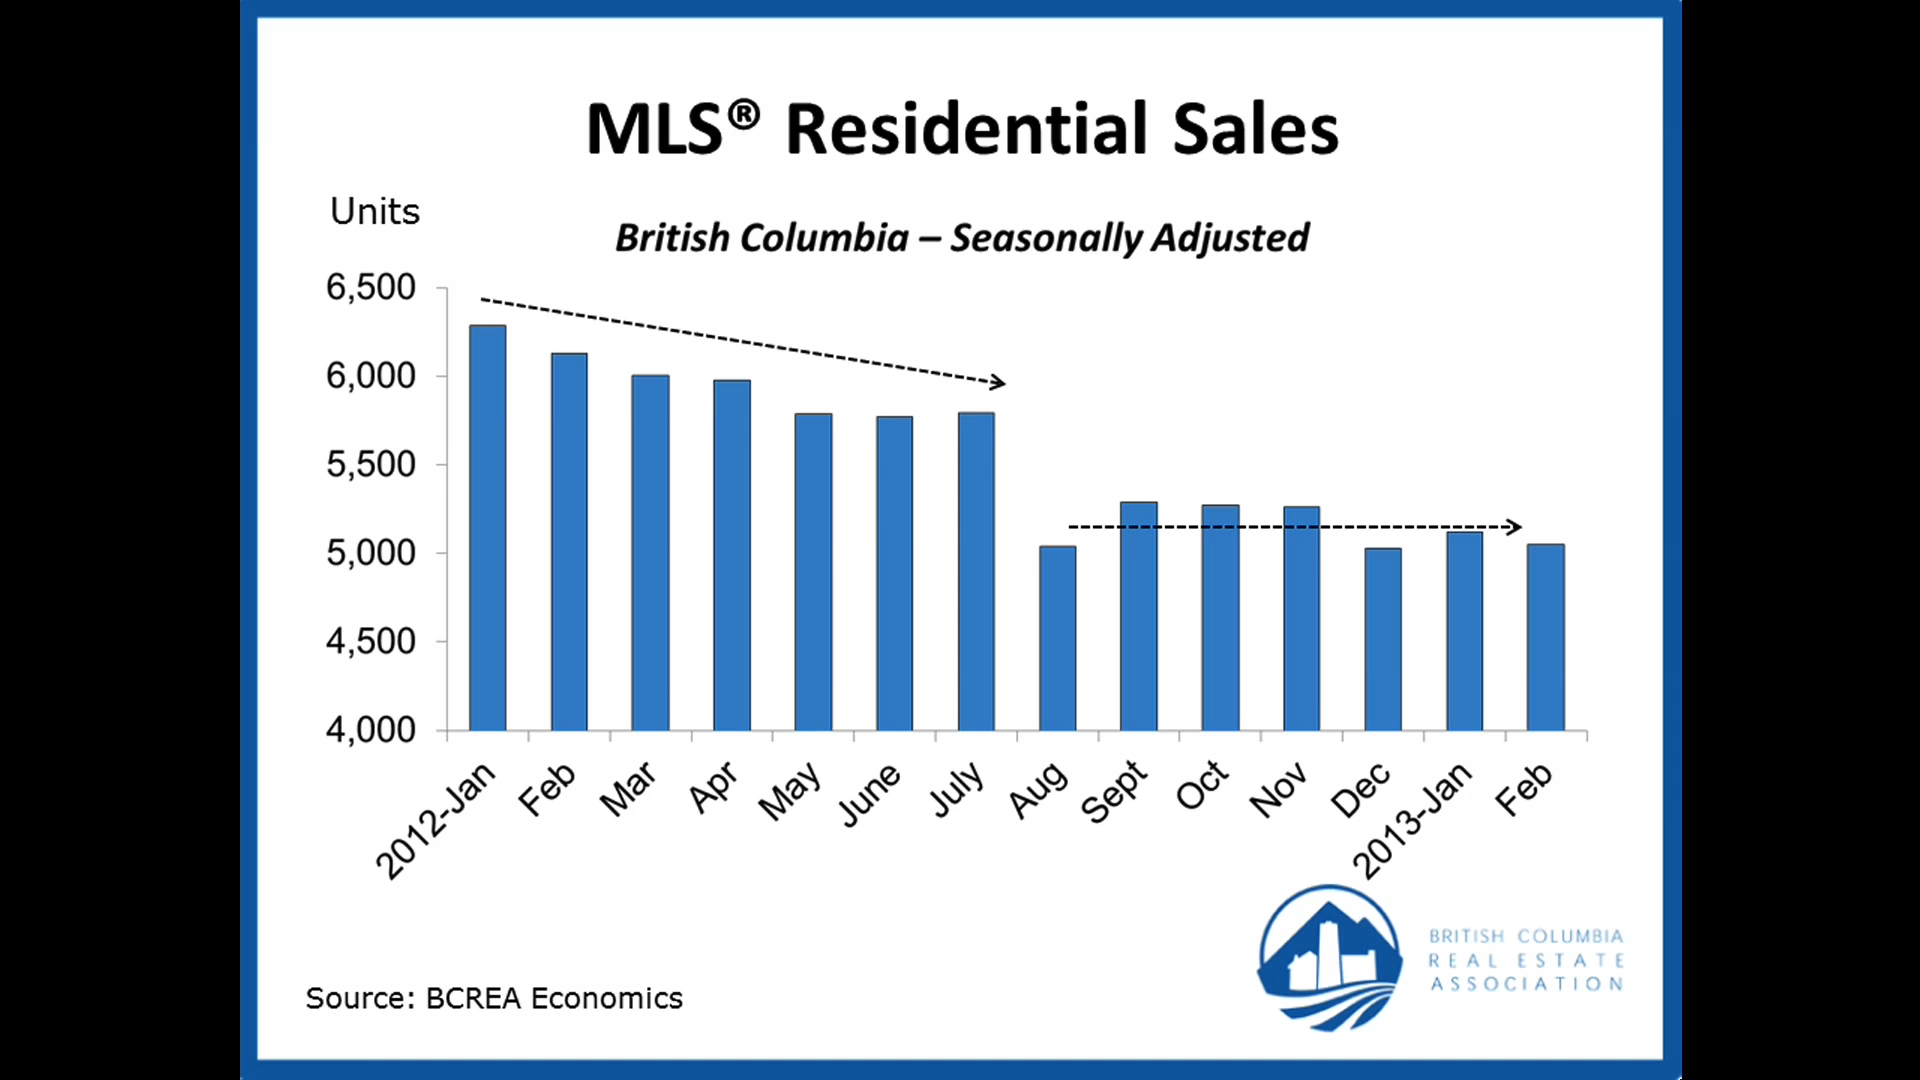 MLS® Residential Sales
Units
British Columbia – Seasonally Adjusted
6,500
6,000
5,500
5,000
4,500
4,000
2012-Jan
Feb
Mar
Apr
May
June
July
Aug
Sept
Oct
Nov
Dec
2013-Jan
Feb
BRITISH COLUMBIA
REAL ESTATE
ASSOCIATION
Source: BCREA Economics